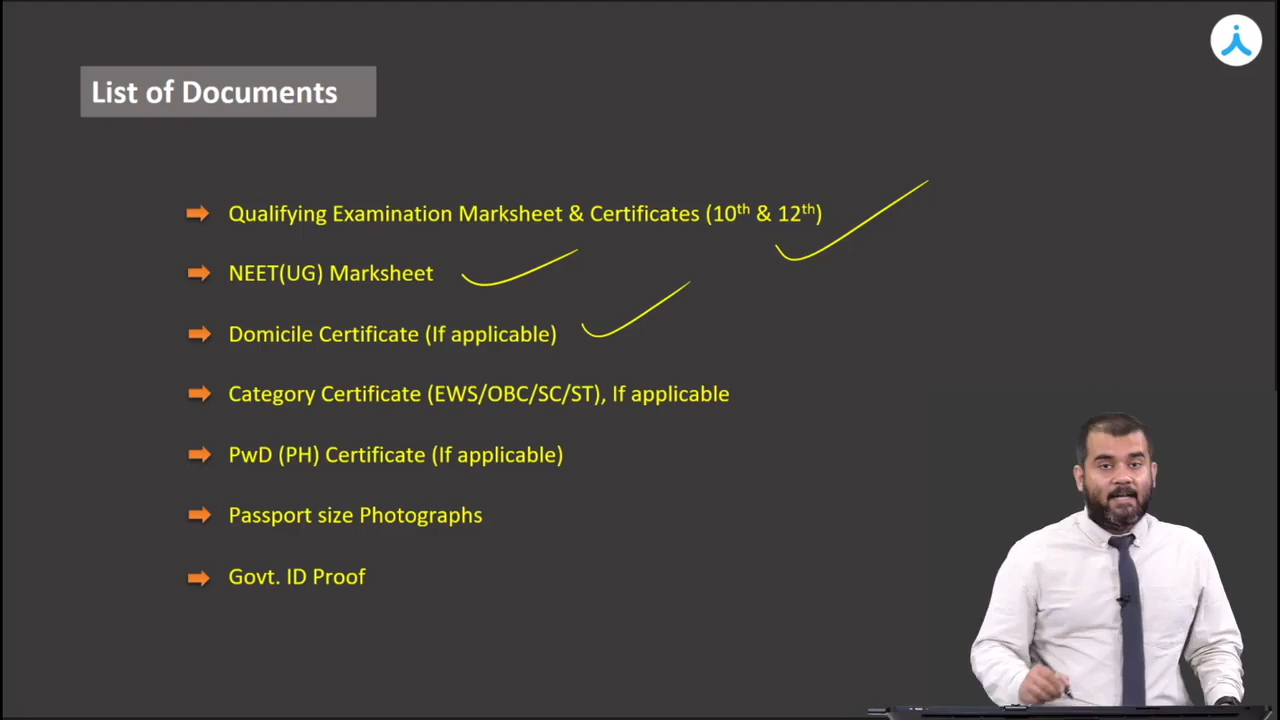 List of Documents
Qualifying Examination Marksheet & Certificates (10th & 12th)
NEET(UG) Marksheet
Domicile Certificate (If applicable)
Category Certificate (EWS/OBC/SC/ST), If applicable
PwD (PH) Certificate (If applicable)
Passport size Photographs
Govt. ID Proof